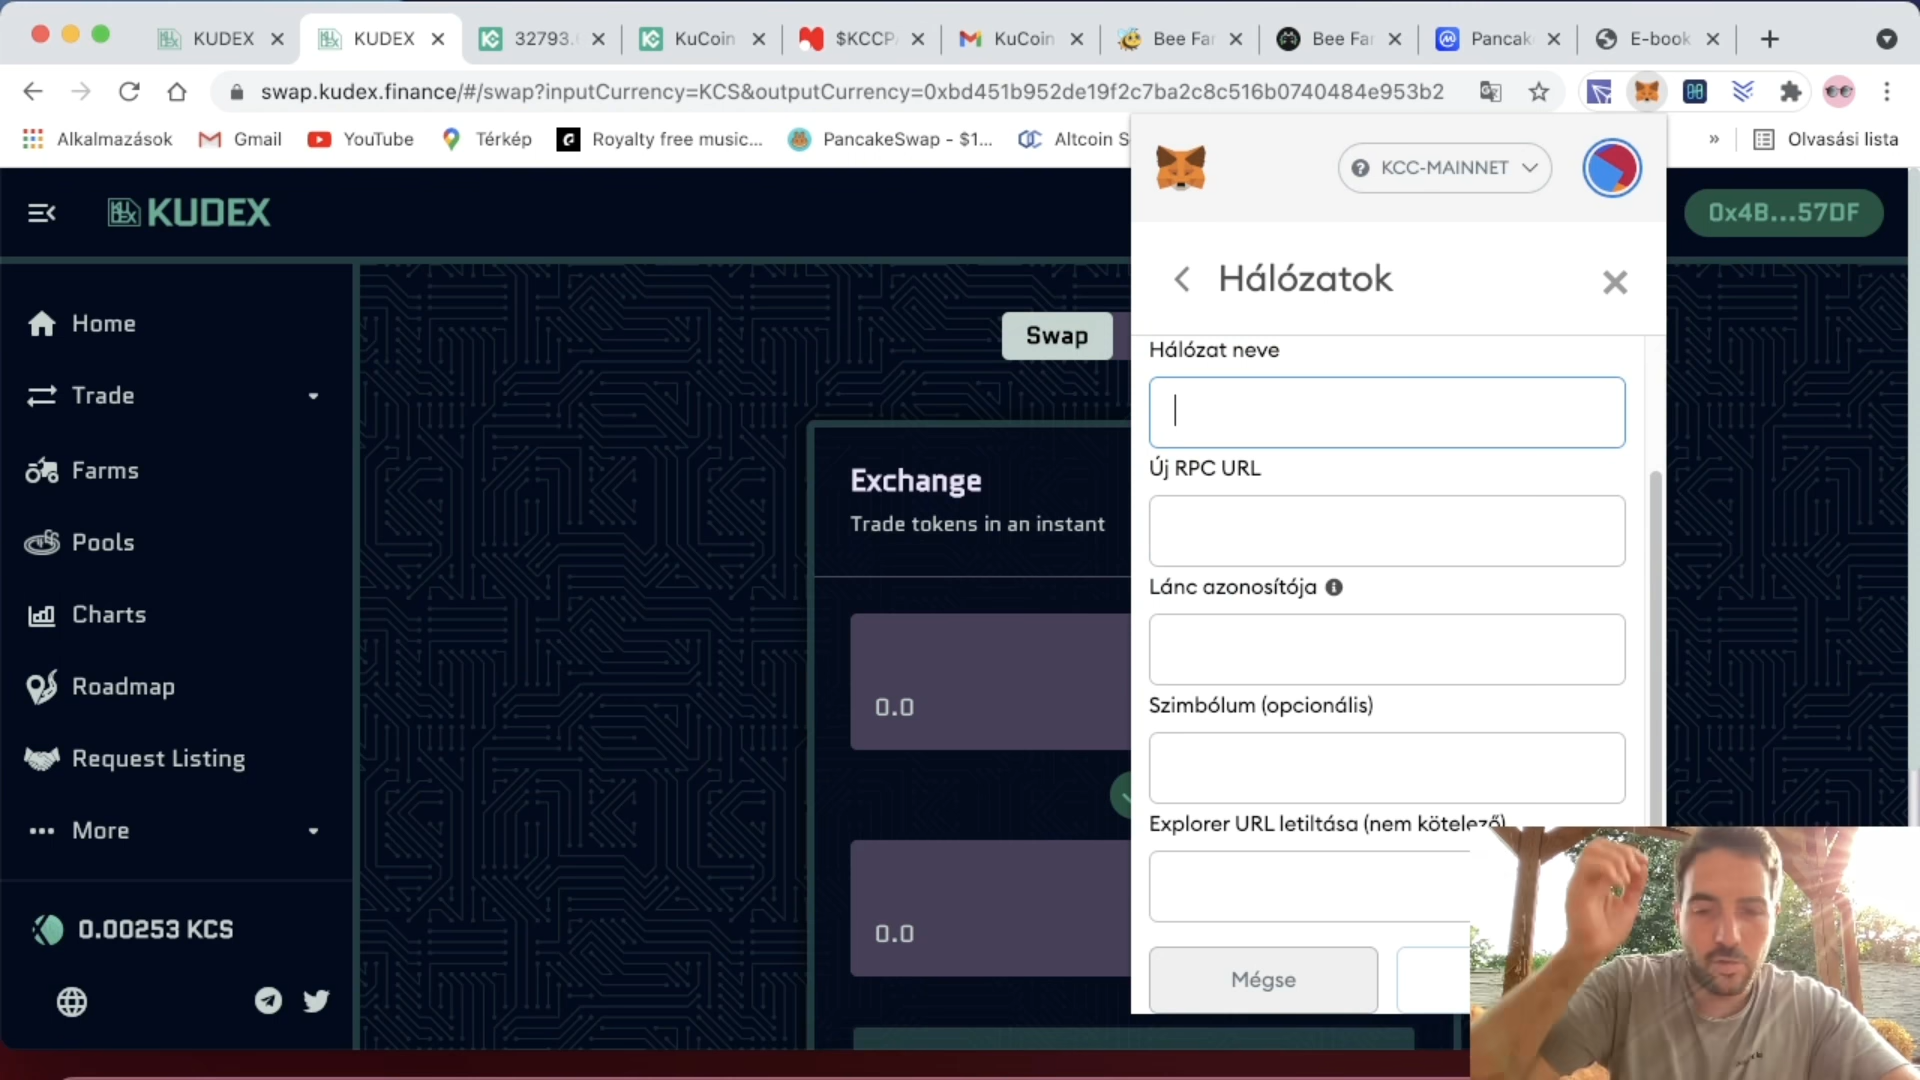 KUDEX
KUDEX
32793.
KuCoin
$KCCP
KuCoin
Bee Far
Bee Far
Pancak
E-book
swap.kudex.finance/#/swap?inputCurrency=KCS&outputCurrency=0xbd451b952de19f2c7ba2c8c516b0740484e953b2
Alkalmazások
Gmail
YouTube
Térkép
Royalty free music...
PancakeSwap - $1...
Altcoin S
»
Olvasási lista
KUDEX
KCC-MAINNET
0x4B...57DF
Hálózatok
Home
Trade
Farms
Pools
Charts
Roadmap
Request Listing
More
0.00253 KCS
Swap
Exchange
Trade tokens in an instant
0.0
0.0
Hálózat neve
Új RPC URL
Lánc azonosítója
Szimbólum (opcionális)
Explorer URL letiltása (nem kötelező)
Mégse